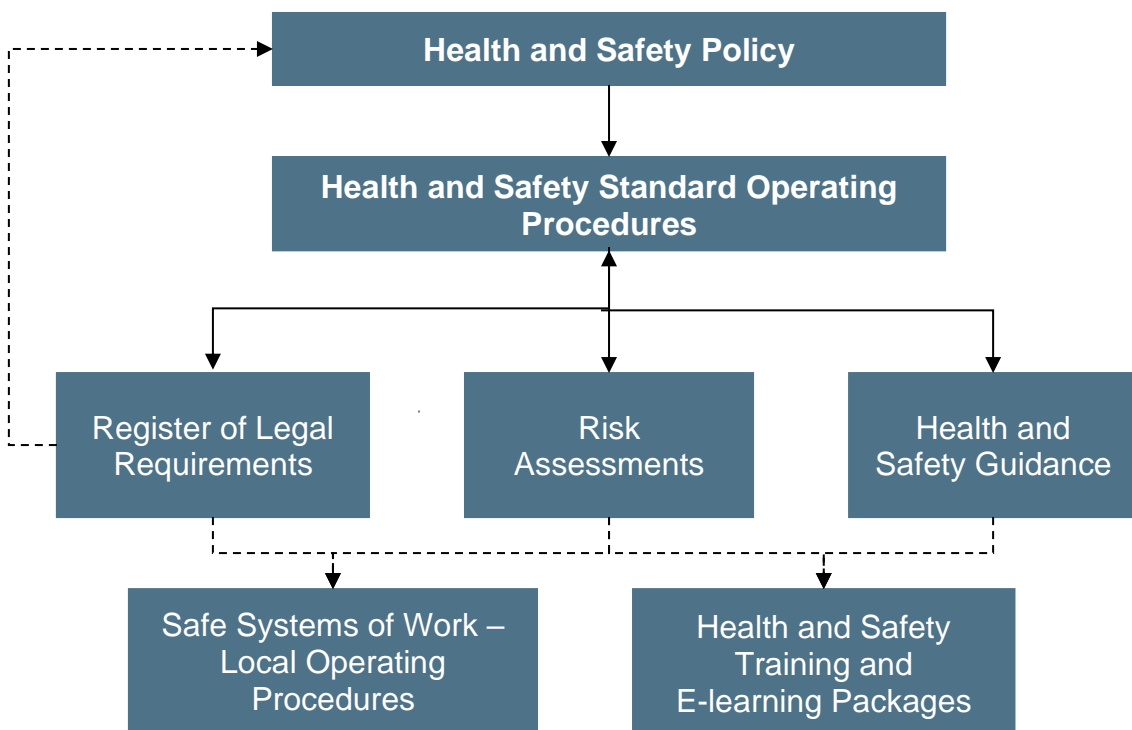 Health and Safety Policy
Health and Safety Standard Operating
Procedures
Register of Legal
Requirements
Risk
Assessments
Health and
Safety Guidance
Safe Systems of Work –
Local Operating
Procedures
Health and Safety
Training and
E-learning Packages